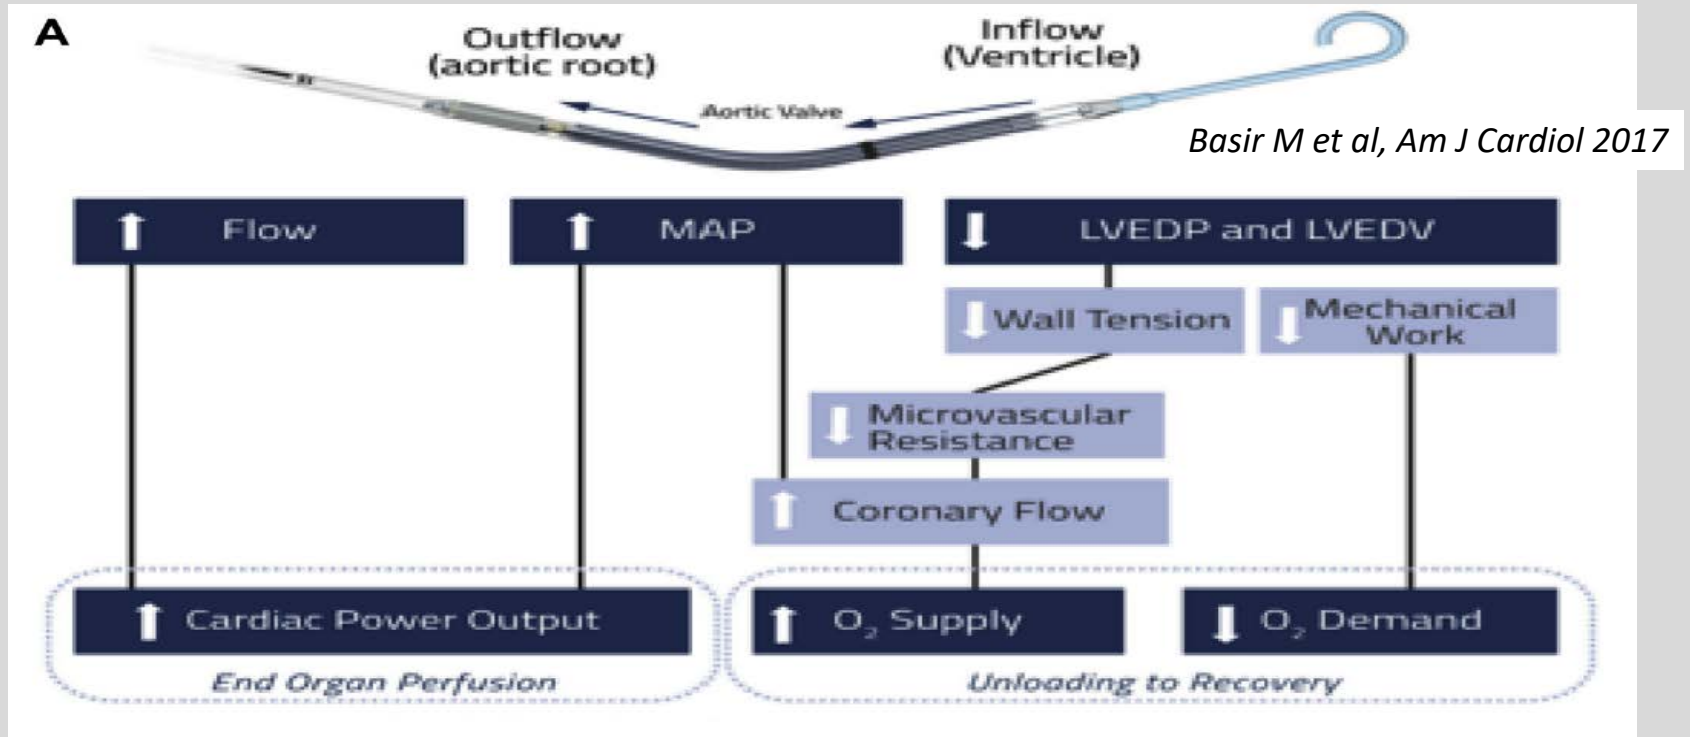 A
Outflow
(aortic root)
Inflow
(Ventricle)
Aortic Valve
Basir M et al, Am J Cardiol 2017
Flow
MAP
LVEDP and LVEDV
Wall Tension
Mechanical
Work
Microvascular
Resistance
Coronary Flow
Cardiac Power Output
O₂ Supply
O₂ Demand
End Organ Perfusion
Unloading to Recovery